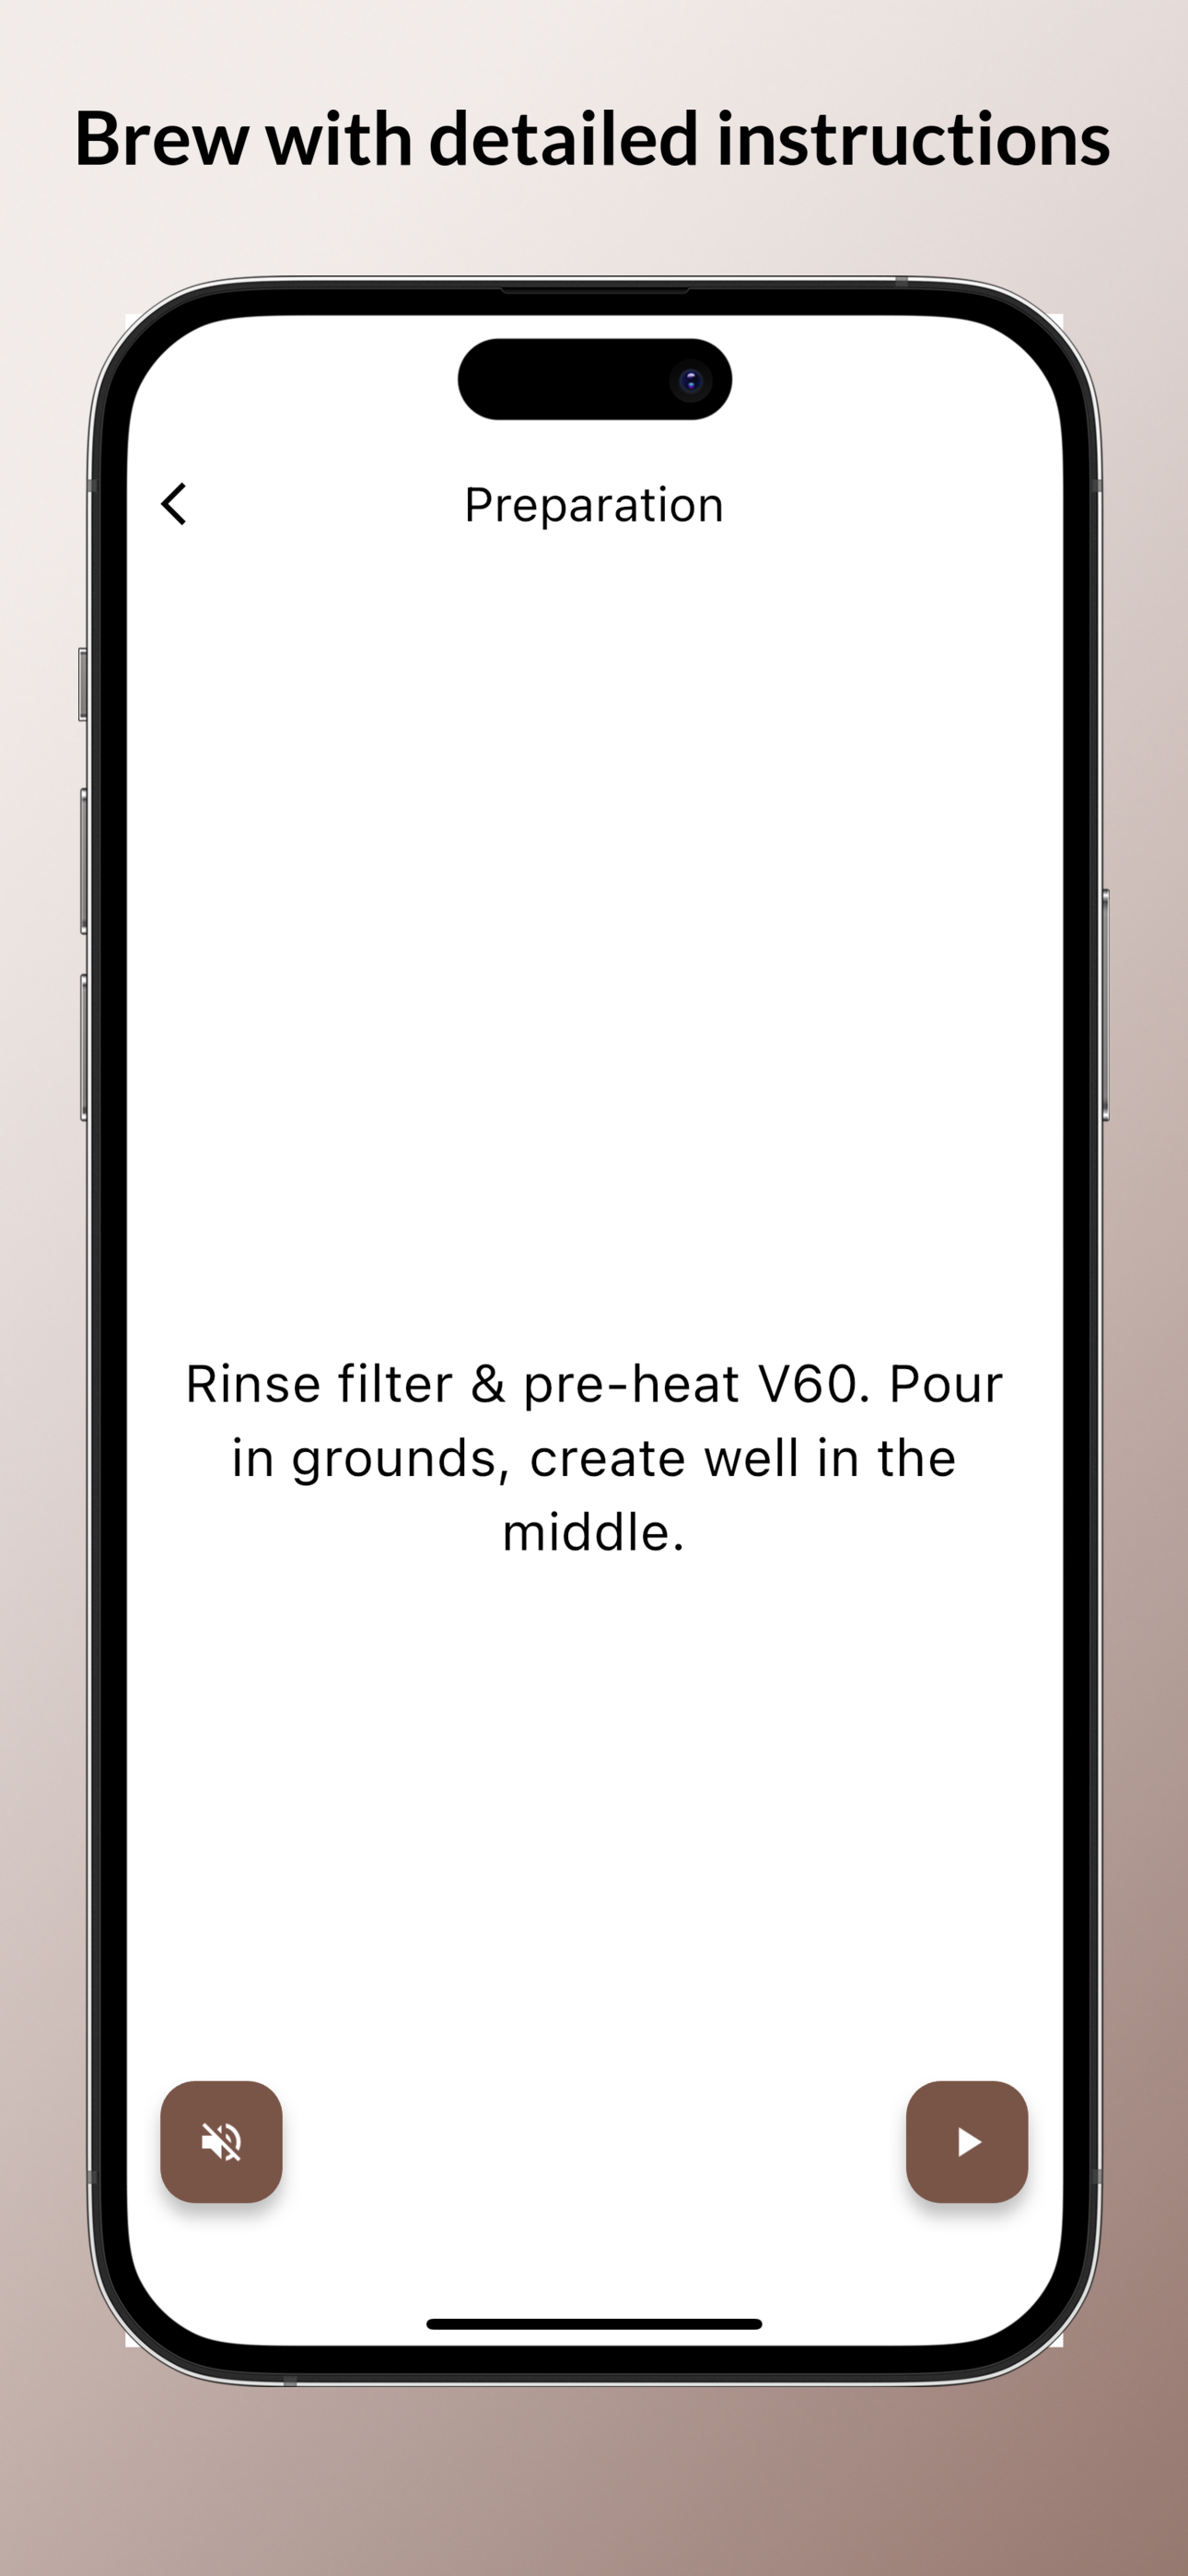 Brew with detailed instructions
Preparation
Rinse filter & pre-heat V60. Pour
in grounds, create well in the
middle.